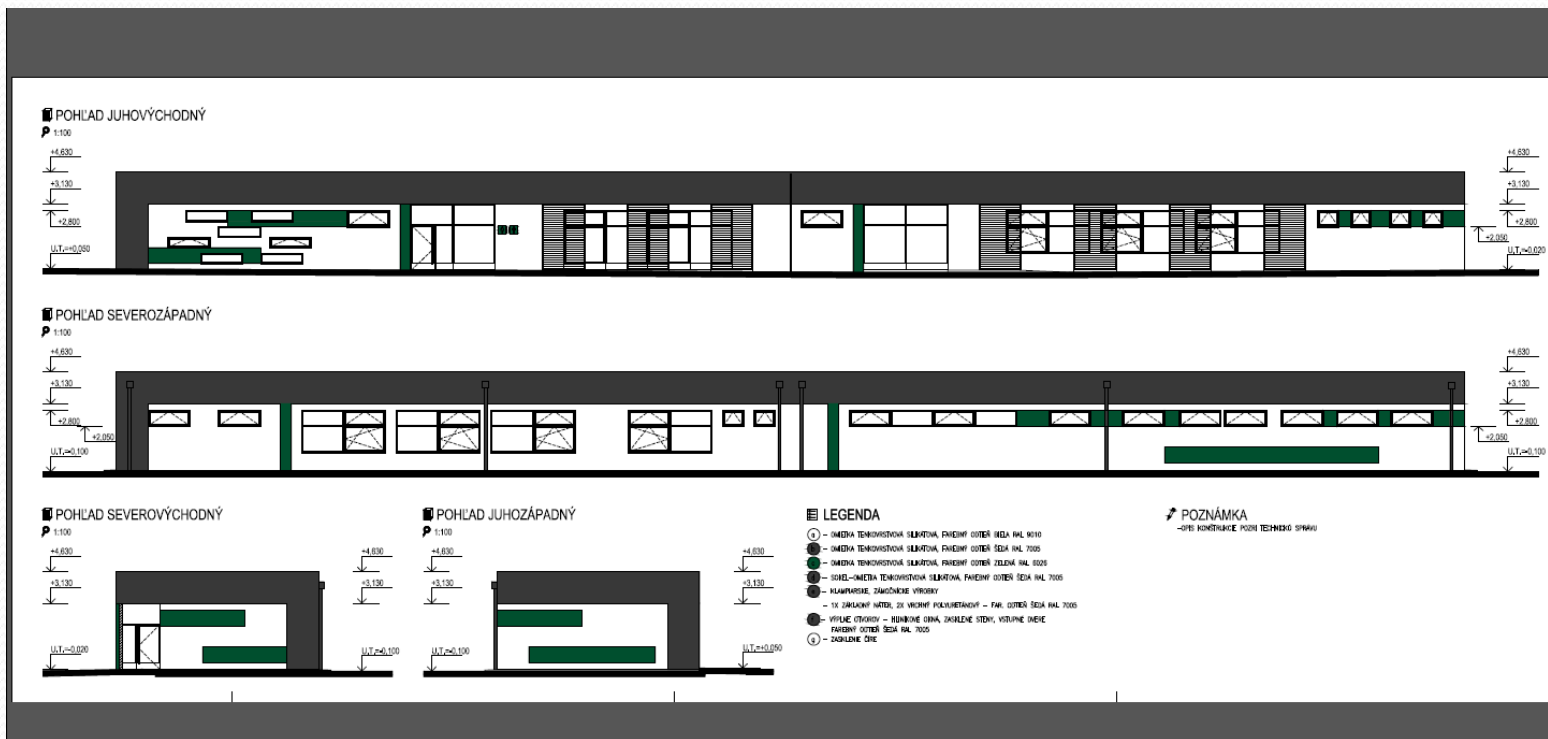 POHĽAD JUHOVÝCHODNÝ
1:100
+4,630
+3,130
+2,800
U.T.=+0,050
+4,630
+3,130
+2,800
+2,050
U.T.=-0,020
POHĽAD SEVEROZÁPADNÝ
1:100
+4,630
+3,130
+2,800
+2,050
U.T.=-0,100
+4,630
+3,130
+2,800
+2,050
U.T.=-0,100
POHĽAD SEVEROVÝCHODNÝ
1:100
+4,630
+3,130
U.T.=-0,020
+4,630
+3,130
U.T.=-0,100
POHĽAD JUHOZÁPADNÝ
1:100
+4,630
+3,130
U.T.=-0,100
+4,630
+3,130
U.T.=+0,050
LEGENDA
a – OMIETKA TENKOVRSTVOVÁ SILIKÁTOVÁ, FAREBNÝ ODTIEŇ BIELA RAL 9010
– OMIETKA TENKOVRSTVOVÁ SILIKÁTOVÁ, FAREBNÝ ODTIEŇ ŠEDÁ RAL 7005
– OMIETKA TENKOVRSTVOVÁ SILIKÁTOVÁ, FAREBNÝ ODTIEŇ ZELENÁ RAL 6026
– SOKEL-OMIETKA TENKOVRSTVOVÁ SILIKÁTOVÁ, FAREBNÝ ODTIEŇ ŠEDÁ RAL 7005
– KLAMPIARSKE, ZÁMOČNÍCKE VÝROBKY
– 1X ZÁKLADNÝ NÁTER, 2X VRCHNÝ POLYURETÁNOVÝ – FAR. ODTIEŇ ŠEDÁ RAL 7005
– VÝPLNE OTVOROV – HLINÍKOVÉ OKNÁ, ZASKLENÉ STENY, VSTUPNÉ DVERE
FAREBNÝ ODTIEŇ ŠEDÁ RAL 7005
g – ZASKLENIE ČÍRE
POZNÁMKA
-OPIS KONŠTRUKCIE POZRI TECHNICKÚ SPRÁVU